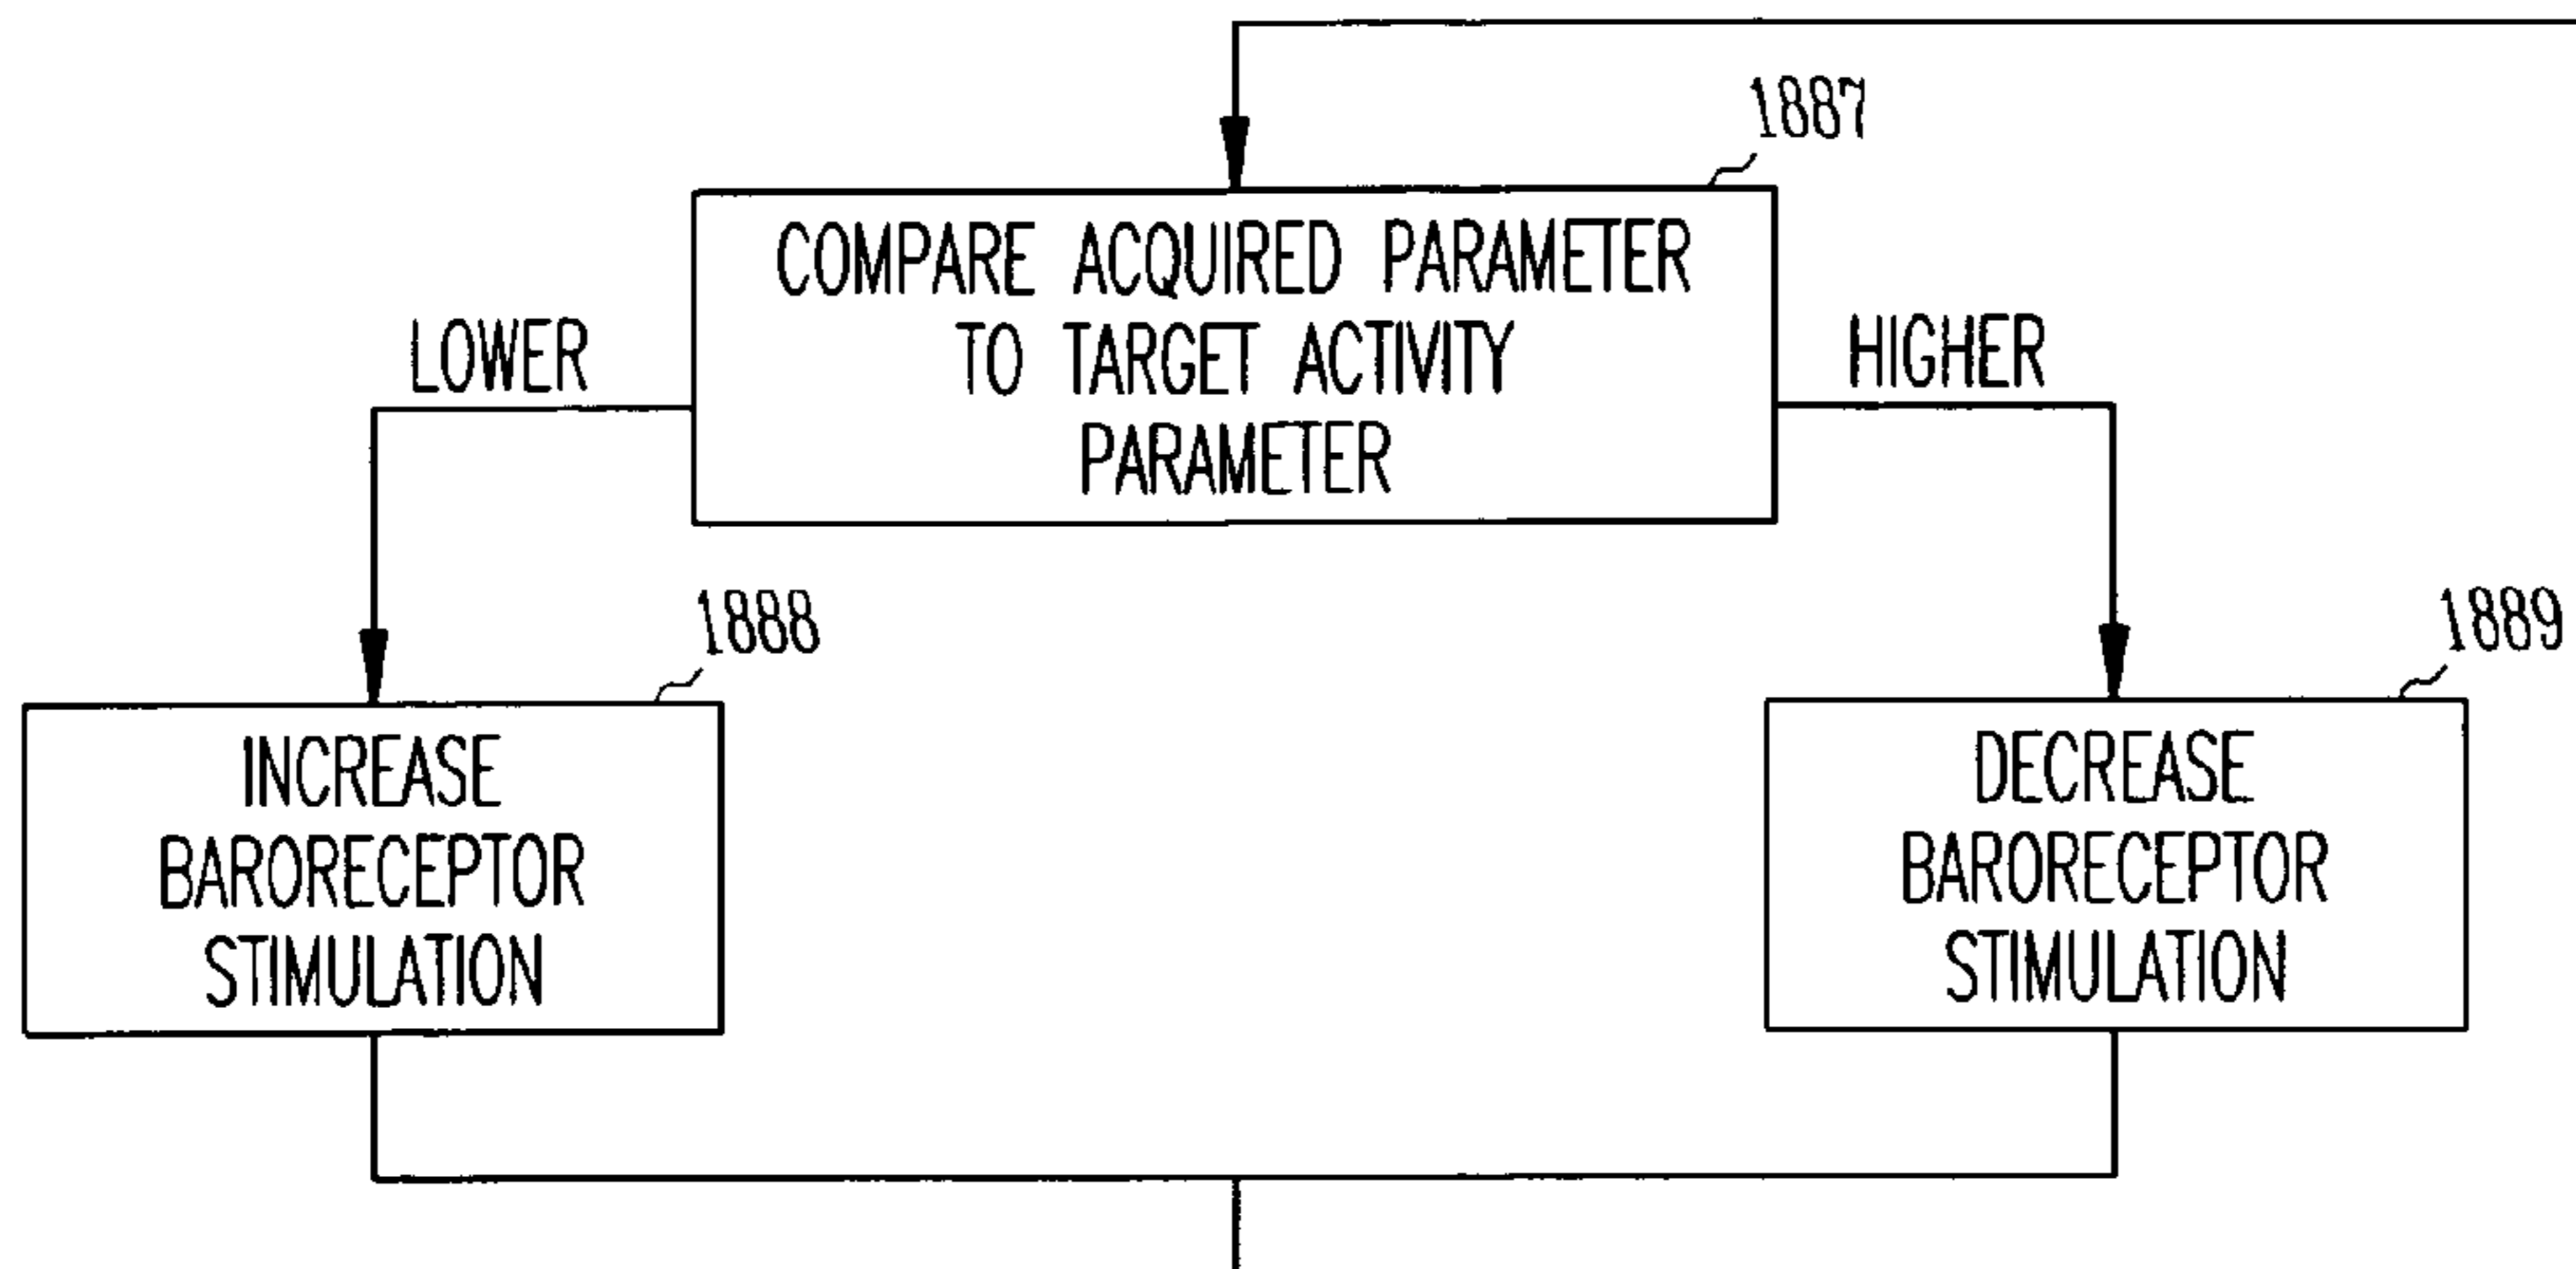 1887
COMPARE ACQUIRED PARAMETER
TO TARGET ACTIVITY
PARAMETER
LOWER
HIGHER
1888
INCREASE
BARORECEPTOR
STIMULATION
1889
DECREASE
BARORECEPTOR
STIMULATION